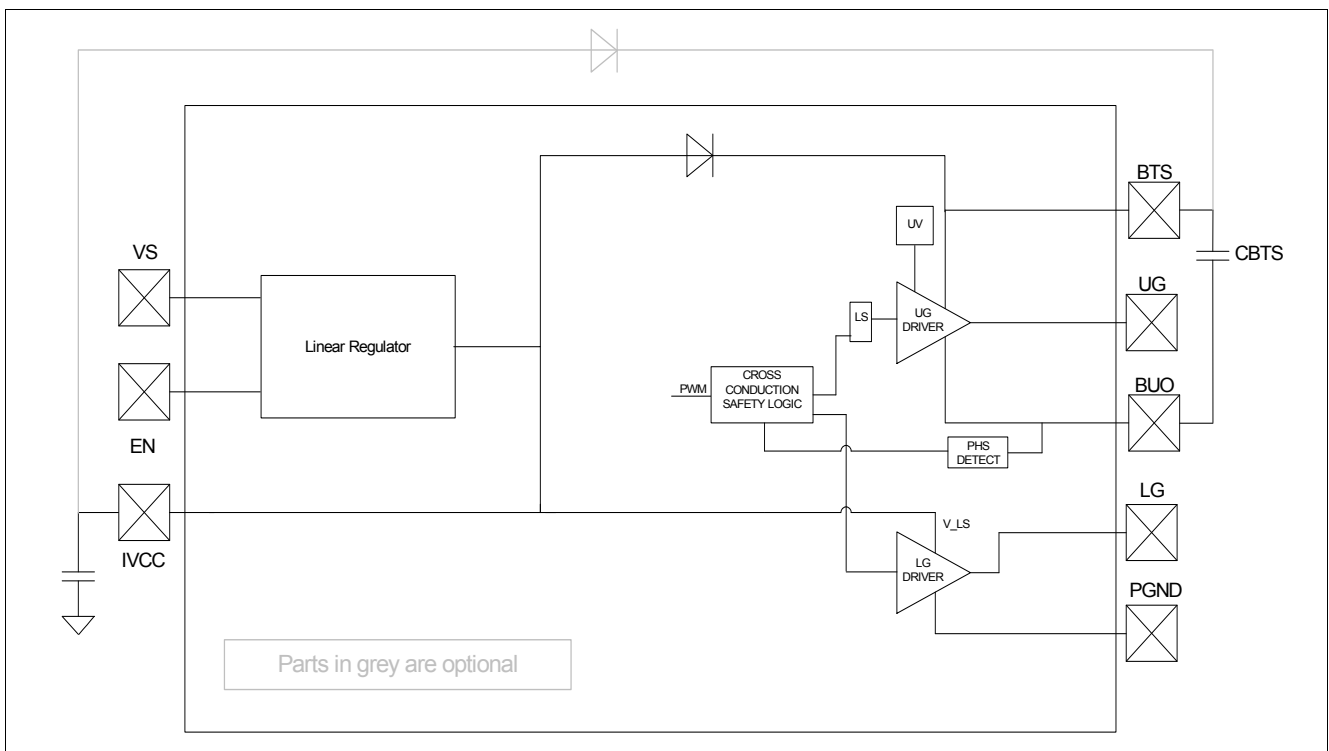 BTS
UV
CBTS
VS
UG
LS
UG
DRIVER
Linear Regulator
CROSS
CONDUCTION
SAFETY LOGIC
PWM
BUO
EN
PHS
DETECT
LG
V_LS
IVCC
LG
DRIVER
PGND
Parts in grey are optional